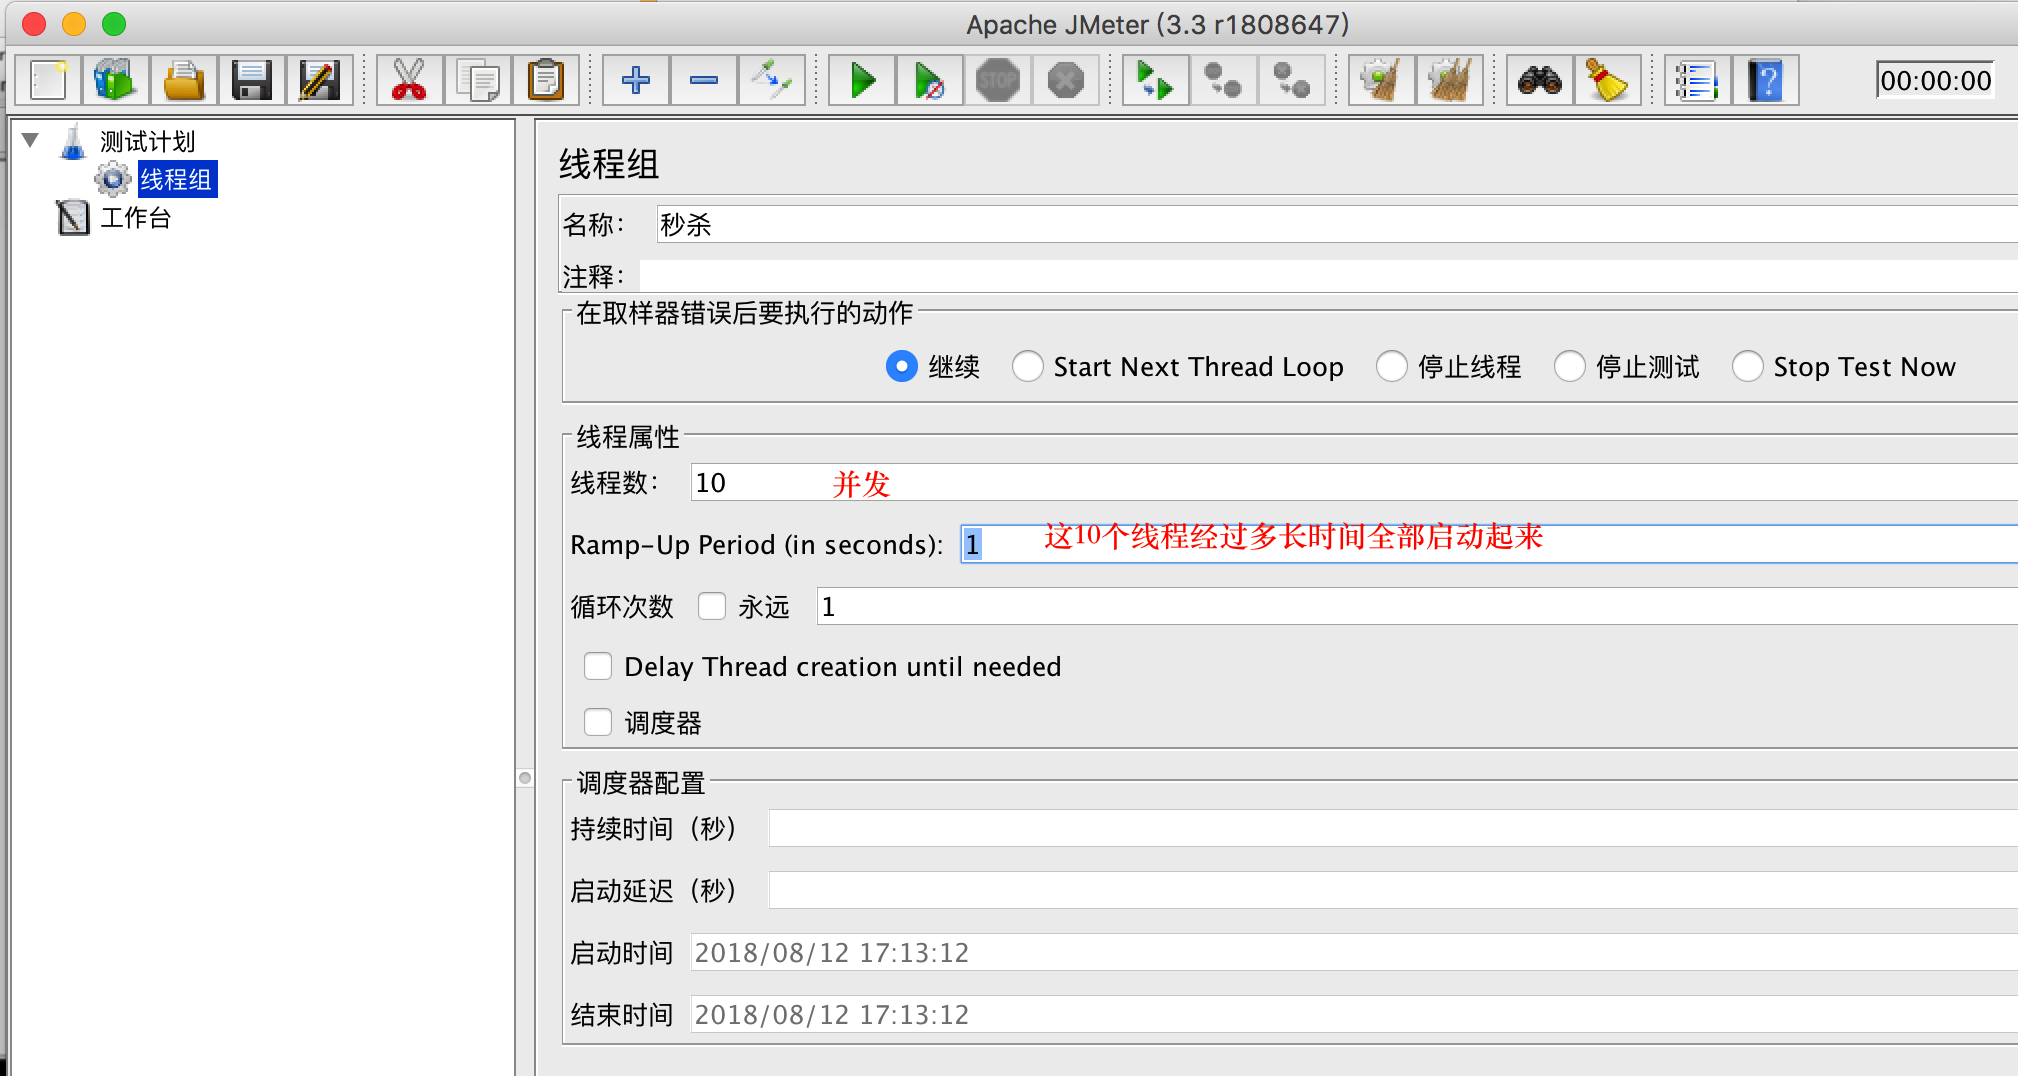 Apache JMeter (3.3 r1808647)
STOP
00:00:00
测试计划
线程组
工作台
线程组
名称： 秒杀
注释：
在取样器错误后要执行的动作
继续 Start Next Thread Loop 停止线程 停止测试 Stop Test Now
线程属性
线程数： 10 并发
Ramp-Up Period (in seconds): 1 这10个线程经过多长时间全部启动起来
循环次数 永远 1
Delay Thread creation until needed
调度器
调度器配置
持续时间（秒）
启动延迟（秒）
启动时间 2018/08/12 17:13:12
结束时间 2018/08/12 17:13:12